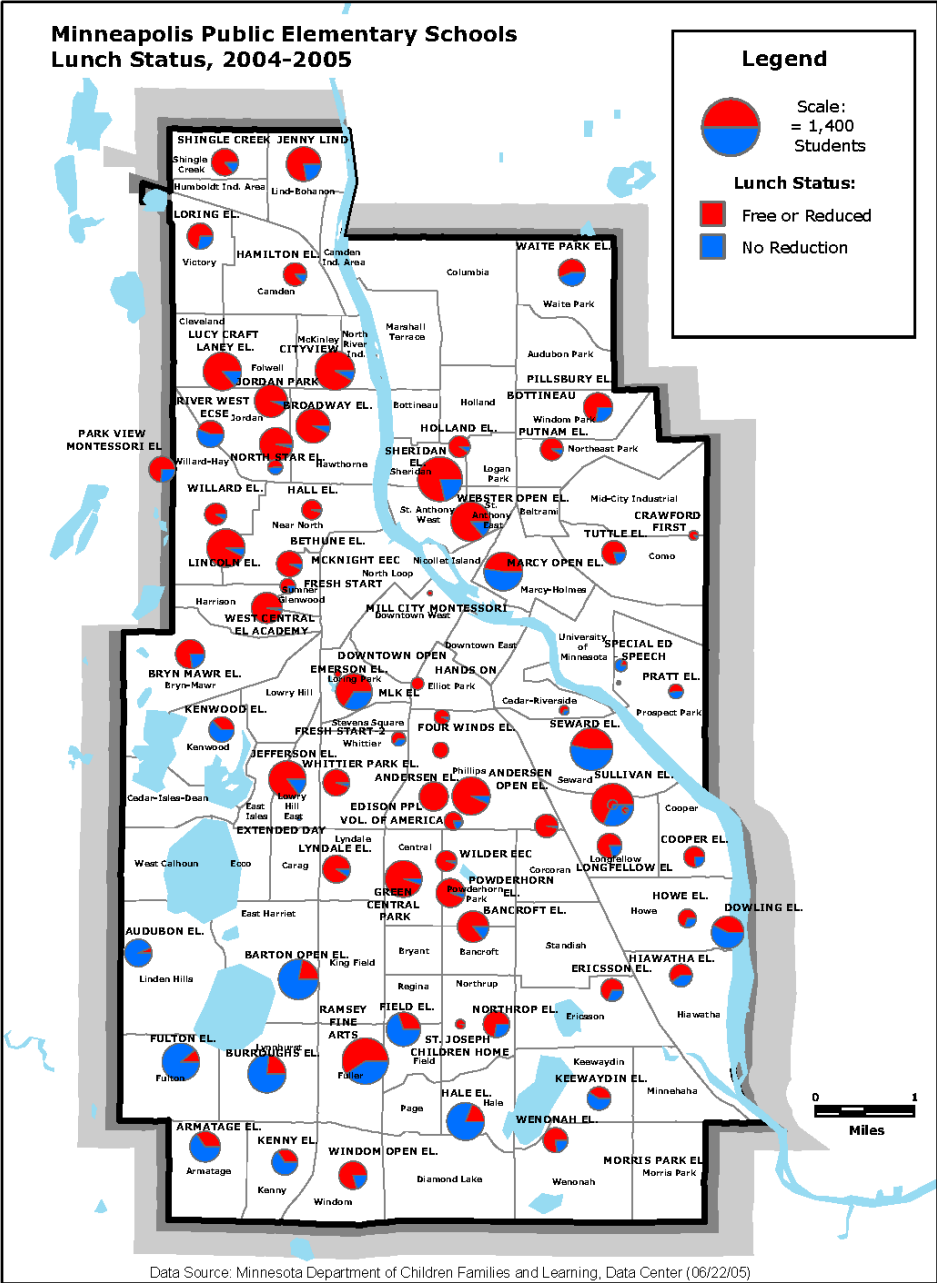 Minneapolis Public Elementary Schools
Lunch Status, 2004-2005
Legend
Scale:
= 1,400
Students
Lunch Status:
Free or Reduced
No Reduction
SHINGLE CREEK
JENNY LIND
Shingle
Creek
Humboldt Ind. Area
Lind-Bohanon
LORING EL.
Victory
HAMILTON EL.
Camden
Camden
Ind. Area
Columbia
WAITE PARK EL.
Waite Park
Cleveland
LUCY CRAFT
LANEY EL.
Folwell
McKinley
CITYVIEW
North
River
Ind.
Marshall
Terrace
Audubon Park
JORDAN PARK
PILLSBURY EL.
RIVER WEST
ECSE
Jordan
BROADWAY EL.
Bottineau
Holland
BOTTINEAU
Windom Park
PARK VIEW
MONTESSORI EL
Willard-Hay
NORTH STAR EL.
Hawthorne
HOLLAND EL.
PUTNAM EL.
Northeast Park
SHERIDAN
EL.
Sheridan
Logan
Park
WILLARD EL.
HALL EL.
Near North
St. Anthony
West
WEBSTER OPEN EL.
St.
Anthony
East
Beltrami
Mid-City Industrial
CRAWFORD
FIRST
TUTTLE EL.
Como
BETHUNE EL.
LINCOLN EL.
MCKNIGHT EEC
North Loop
Nicollet Island
MARCY OPEN EL.
Marcy-Holmes
FRESH START
Sumner
Glenwood
Harrison
WEST CENTRAL
EL ACADEMY
MILL CITY MONTESSORI
Downtown West
Downtown East
University
of
Minnesota
SPECIAL ED
SPEECH
PRATT EL.
Prospect Park
BRYN MAWR EL.
Bryn-Mawr
Lowry Hill
DOWNTOWN OPEN
EMERSON EL.
Loring Park
MLK EL
HANDS ON
Elliot Park
Cedar-Riverside
KENWOOD EL.
Kenwood
Stevens Square
FRESH START-2
Whittier
FOUR WINDS EL.
SEWARD EL.
Seward
JEFFERSON EL.
WHITTIER PARK EL.
ANDERSEN EL.
Phillips
ANDERSEN
OPEN EL.
SULLIVAN EL.
Cedar-Isles-Dean
East
Isles
Lowry
Hill
East
EDISON PPL
VOL. OF AMERICA
Cooper
EXTENDED DAY
Lyndale
LYNDALE EL.
West Calhoun
Ecco
Carag
Central
WILDER EEC
Corcoran
Longfellow
LONGFELLOW EL
COOPER EL.
GREEN
CENTRAL
PARK
POWDERHORN
EL.
Powderhorn
Park
BANCROFT EL.
Bancroft
HOWE EL.
Howe
DOWLING EL.
East Harriet
AUDUBON EL.
Linden Hills
BARTON OPEN EL.
King Field
Bryant
Standish
ERICSSON EL.
HIAWATHA EL.
Hiawatha
Regina
Northrup
RAMSEY
FINE
ARTS
FIELD EL.
NORTHROP EL.
Ericsson
ST. JOSEPH
CHILDREN HOME
Field
FULTON EL.
Fulton
Lynnhurst
BURROUGHS EL.
Fuller
Keewaydin
KEEWAYDIN EL.
Minnehaha
Page
HALE EL.
Hale
WENONAH EL.
ARMATAGE EL.
Armatage
KENNY EL.
Kenny
WINDOM OPEN EL.
Windom
Diamond Lake
Wenonah
MORRIS PARK EL
Morris Park
0 1
Miles
Data Source: Minnesota Department of Children Families and Learning, Data Center (06/22/05)